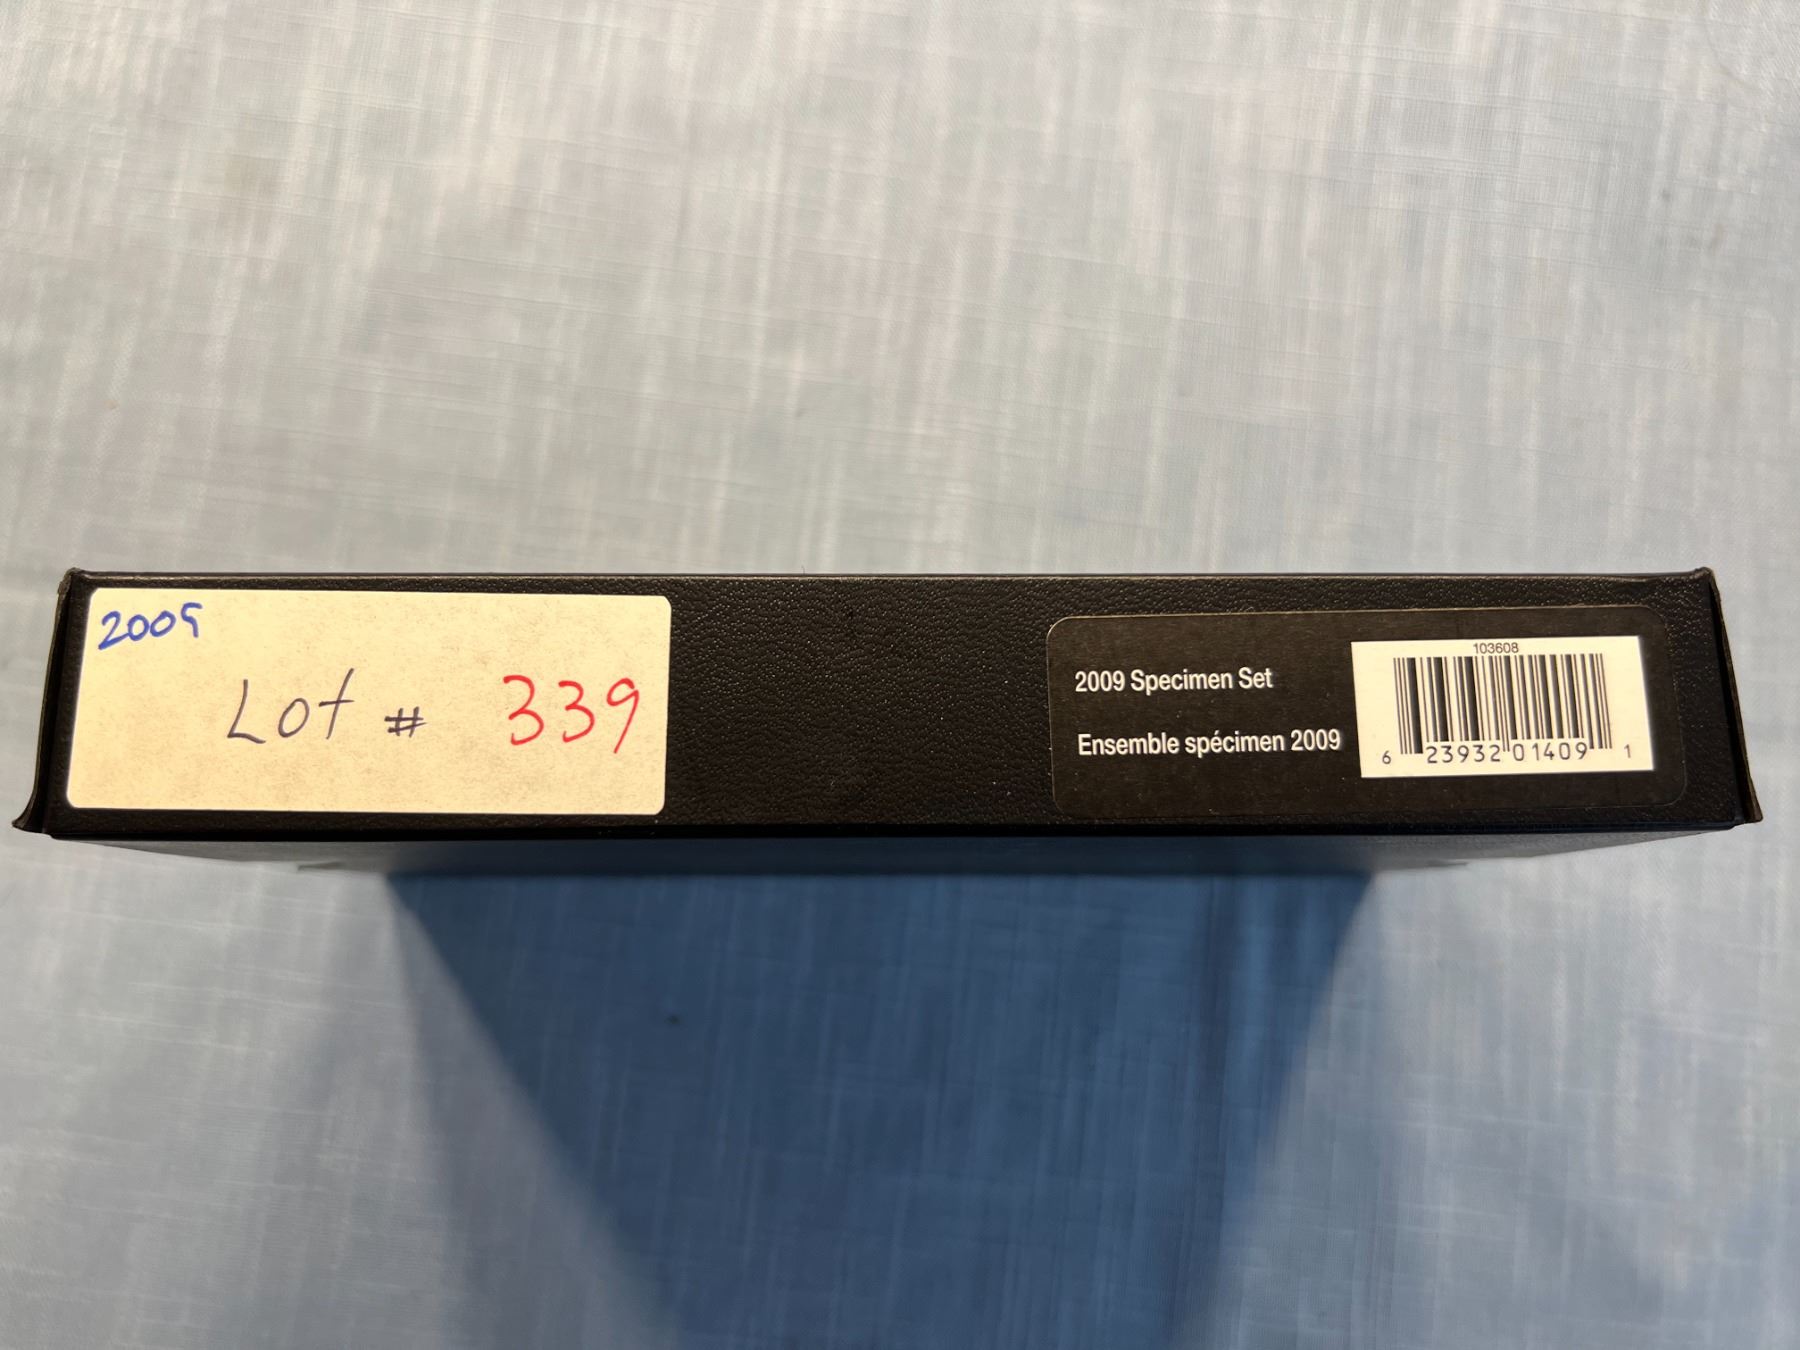 2009
Lot # 339
2009 Specimen Set
Ensemble spécimen 2009
103608
6 23932 01409 1